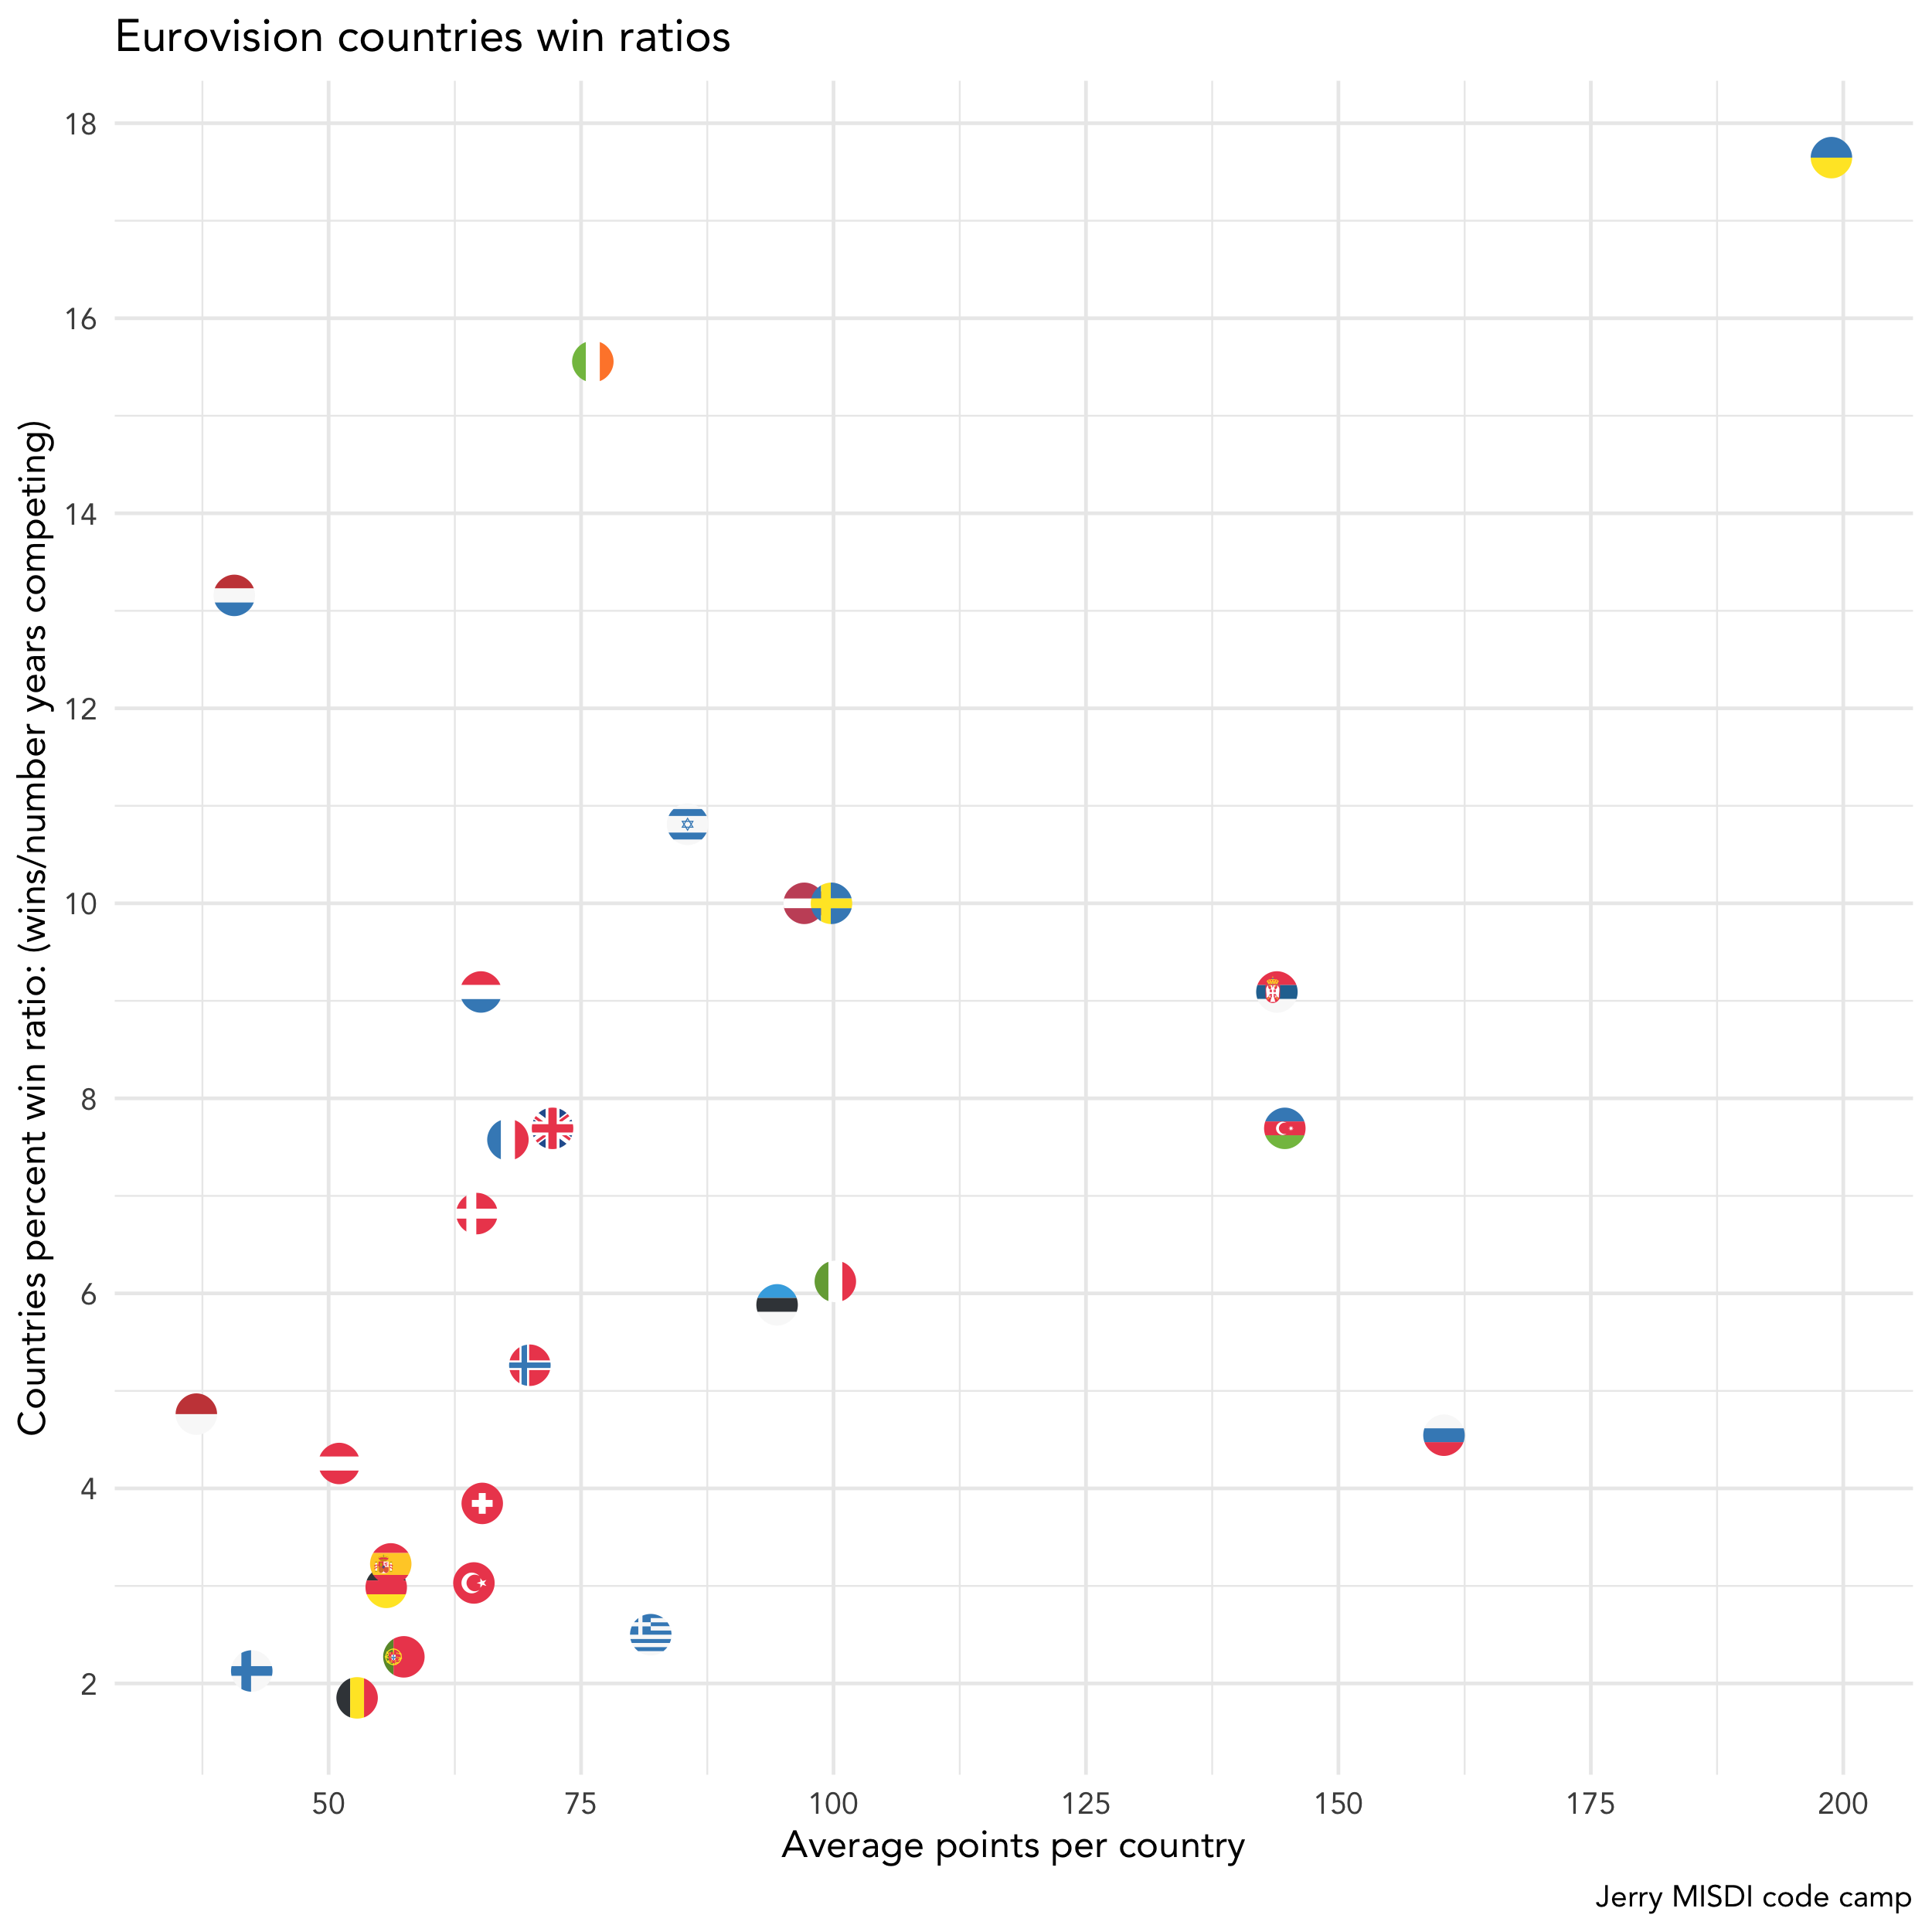 Eurovision countries win ratios
Countries percent win ratio: (wins/number years competing)
18
16
14
12
10
8
6
4
2
50 75 100 125 150 175 200
Average points per country
Jerry MISDI code camp